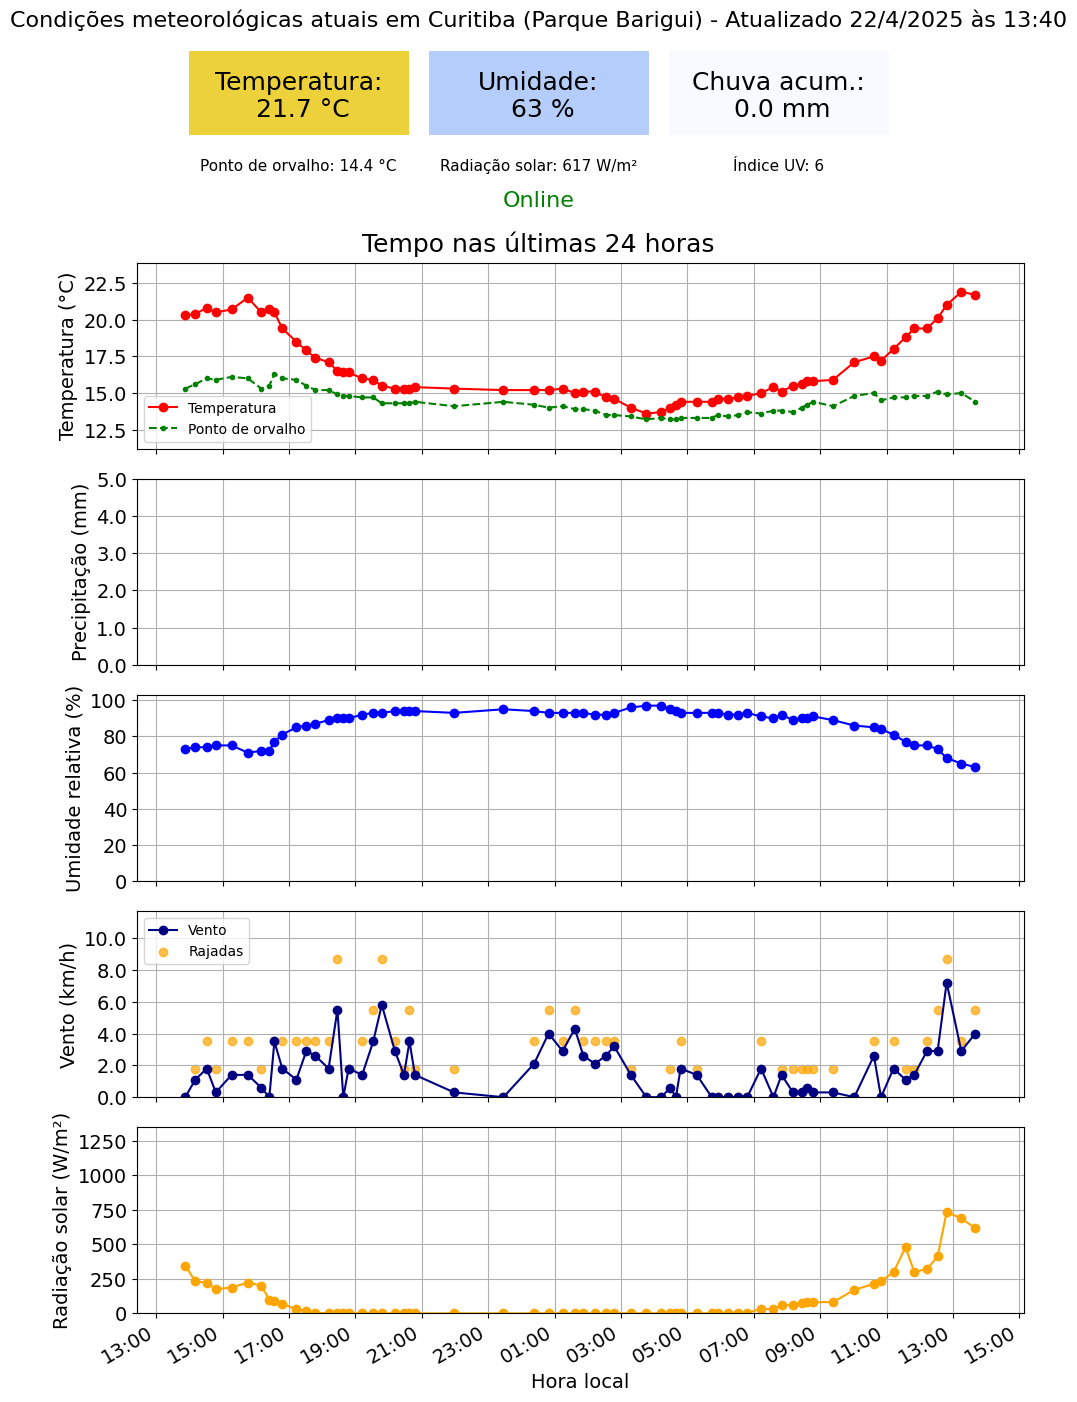 Condições meteorológicas atuais em Curitiba (Parque Barigui) - Atualizado 22/4/2025 às 13:40
Temperatura:
21.7 °C
Umidade:
63 %
Chuva acum.:
0.0 mm
Ponto de orvalho: 14.4 °C
Radiação solar: 617 W/m²
Índice UV: 6
Online
Tempo nas últimas 24 horas
Temperatura (°C)
22.5
20.0
17.5
15.0
12.5
Temperatura
Ponto de orvalho
Precipitação (mm)
5.0
4.0
3.0
2.0
1.0
0.0
Umidade relativa (%)
100
80
60
40
20
0
Vento (km/h)
10.0
8.0
6.0
4.0
2.0
0.0
Vento
Rajadas
Radiação solar (W/m²)
1250
1000
750
500
250
0
13:00
15:00
17:00
19:00
21:00
23:00
01:00
03:00
05:00
07:00
09:00
11:00
13:00
15:00
Hora local